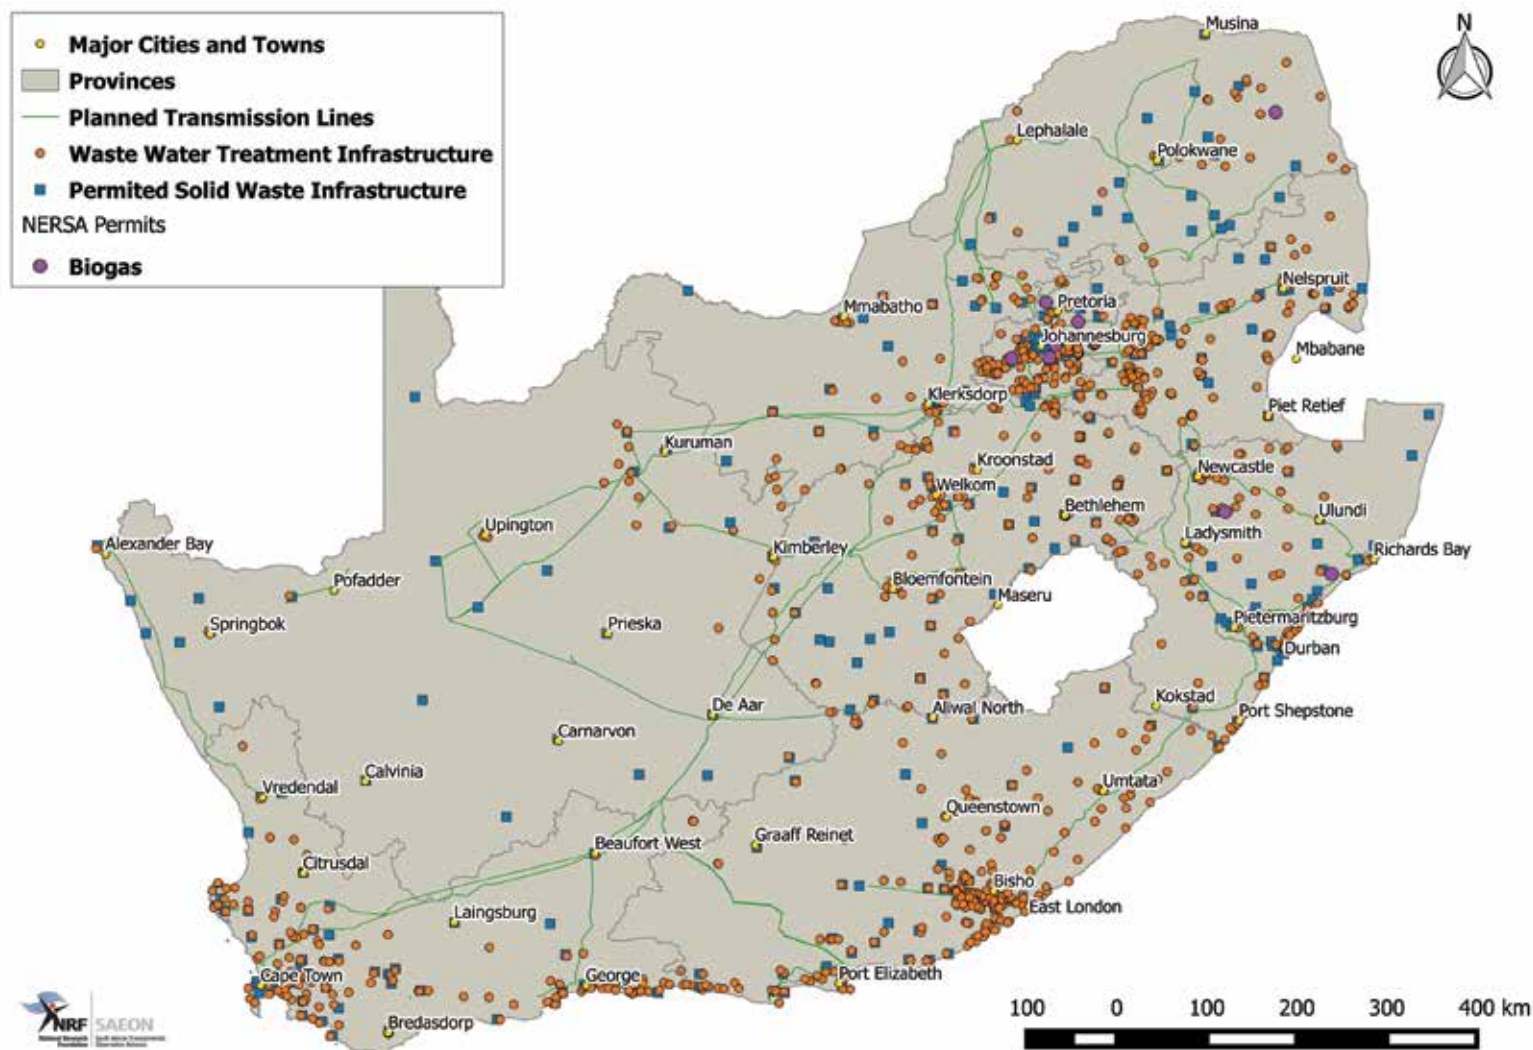 Major Cities and Towns
Provinces
Planned Transmission Lines
Waste Water Treatment Infrastructure
Permited Solid Waste Infrastructure
NERSA Permits
Biogas
N
Musina
Lephalale
Polokwane
Nelspruit
Mmabatho
Pretoria
Johannesburg
Mbabane
Klerksdorp
Piet Retief
Kuruman
Kroonstad
Newcastle
Welkom
Bethlehem
Ulundi
Upington
Ladysmith
Alexander Bay
Kimberley
Richards Bay
Pofadder
Bloemfontein
Maseru
Springbok
Prieska
Pietermaritzburg
Durban
Kokstad
De Aar
Aliwal North
Port Shepstone
Carnarvon
Calvinia
Vredendal
Umtata
Queenstown
Beaufort West
Graaff Reinet
Citrusdal
Bisho
Laingsburg
East London
Cape Town
George
Port Elizabeth
Bredasdorp
NRF SAEON
100 0 100 200 300 400 km